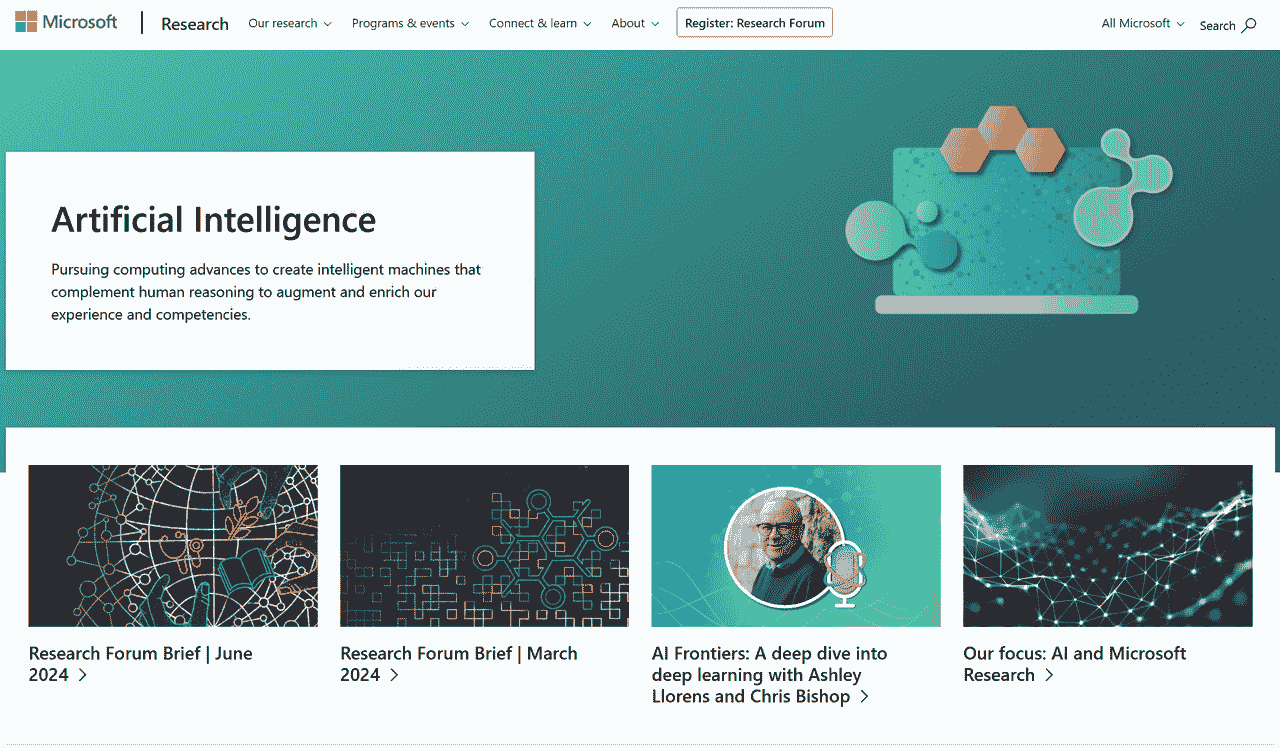 Microsoft
Research
Our research
Programs & events
Connect & learn
About
Register: Research Forum
All Microsoft
Search
Artificial Intelligence
Pursuing computing advances to create intelligent machines that
complement human reasoning to augment and enrich our
experience and competencies.
Research Forum Brief | June
2024
Research Forum Brief | March
2024
AI Frontiers: A deep dive into
deep learning with Ashley
Llorens and Chris Bishop
Our focus: AI and Microsoft
Research